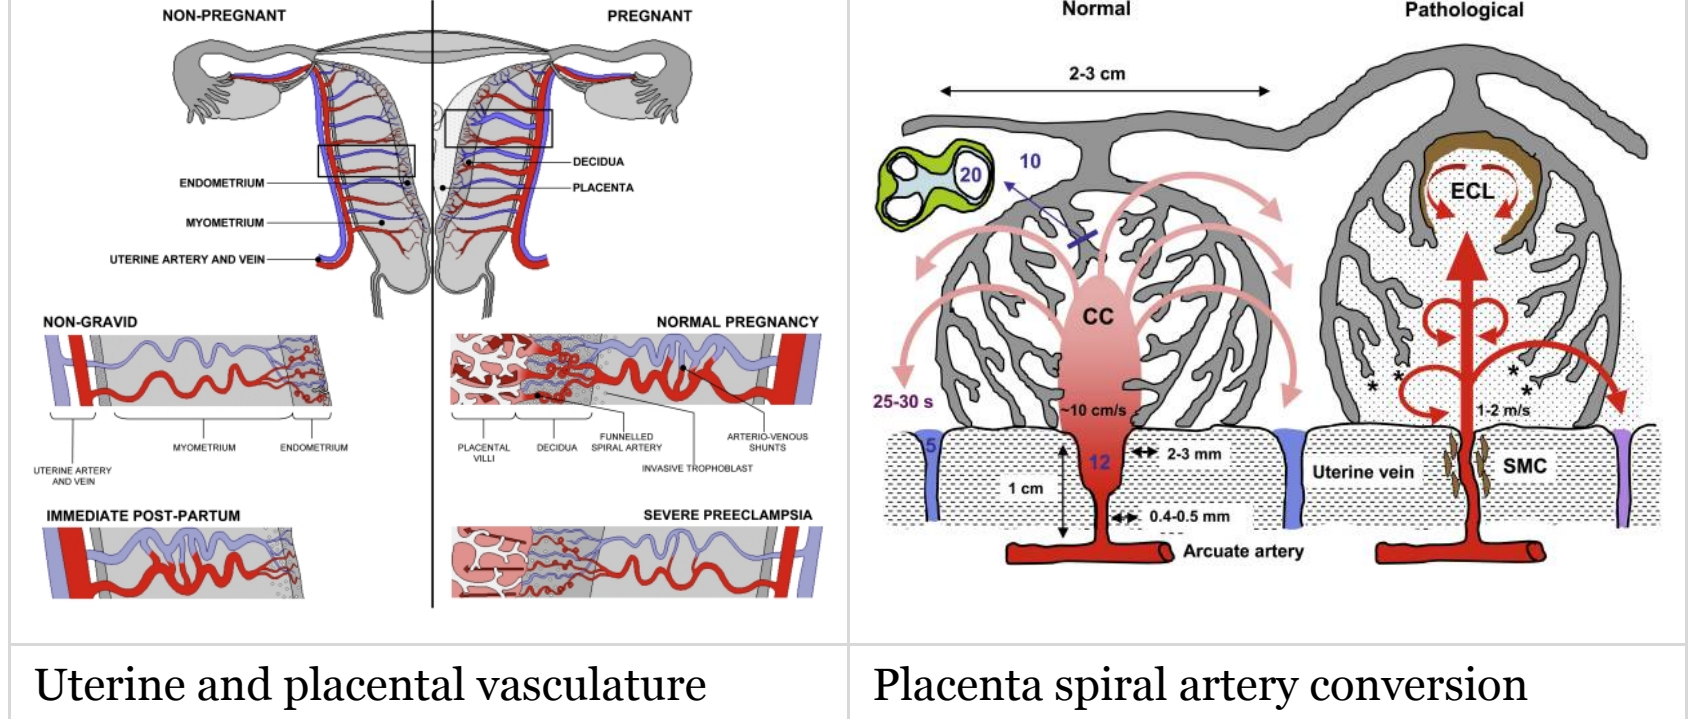 NON-PREGNANT
PREGNANT
DECIDUA
PLACENTA
ENDOMETRIUM
MYOMETRIUM
UTERINE ARTERY AND VEIN
NON-GRAVID
NORMAL PREGNANCY
MYOMETRIUM
ENDOMETRIUM
UTERINE ARTERY
AND VEIN
PLACENTAL
VILLI
DECIDUA
FUNNELLED
SPIRAL ARTERY
ARTERIO-VENOUS
SHUNTS
INVASIVE TROPHOBLAST
IMMEDIATE POST-PARTUM
SEVERE PREECLAMPSIA
Uterine and placental vasculature
Normal
Pathological
2-3 cm
10
20
ECL
CC
25-30 s
~10 cm/s
1-2 m/s
* *
* * *
5
12
2-3 mm
Uterine vein
SMC
1 cm
0.4-0.5 mm
Arcuate artery
Placenta spiral artery conversion